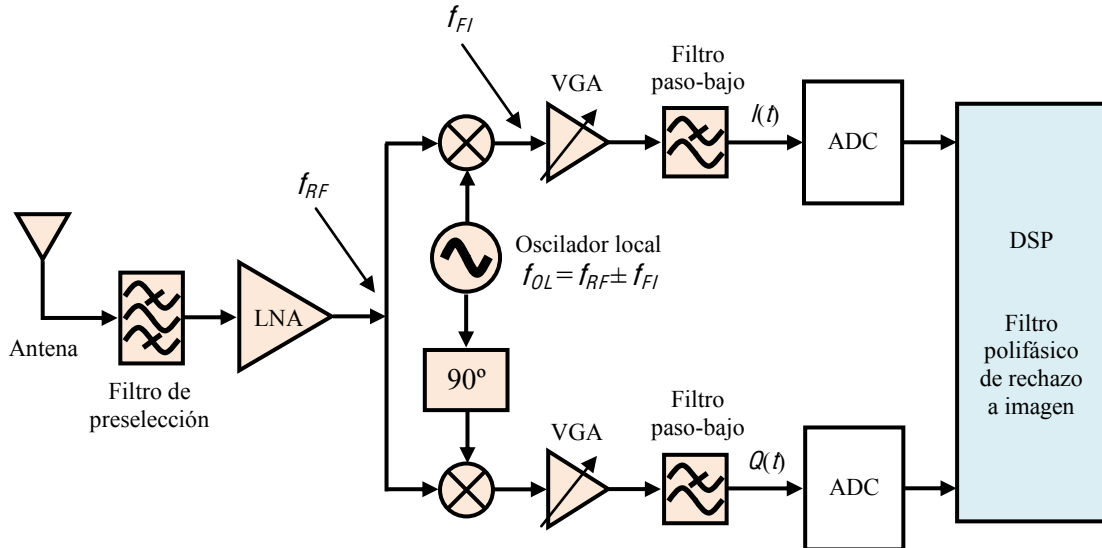 f_FI
VGA
Filtro
paso-bajo
I(t)
ADC
f_RF
Oscilador local
f_OL = f_RF ± f_FI
Antena
Filtro de
preselección
LNA
90º
VGA
Filtro
paso-bajo
Q(t)
ADC
DSP
Filtro
polifásico
de rechazo
a imagen